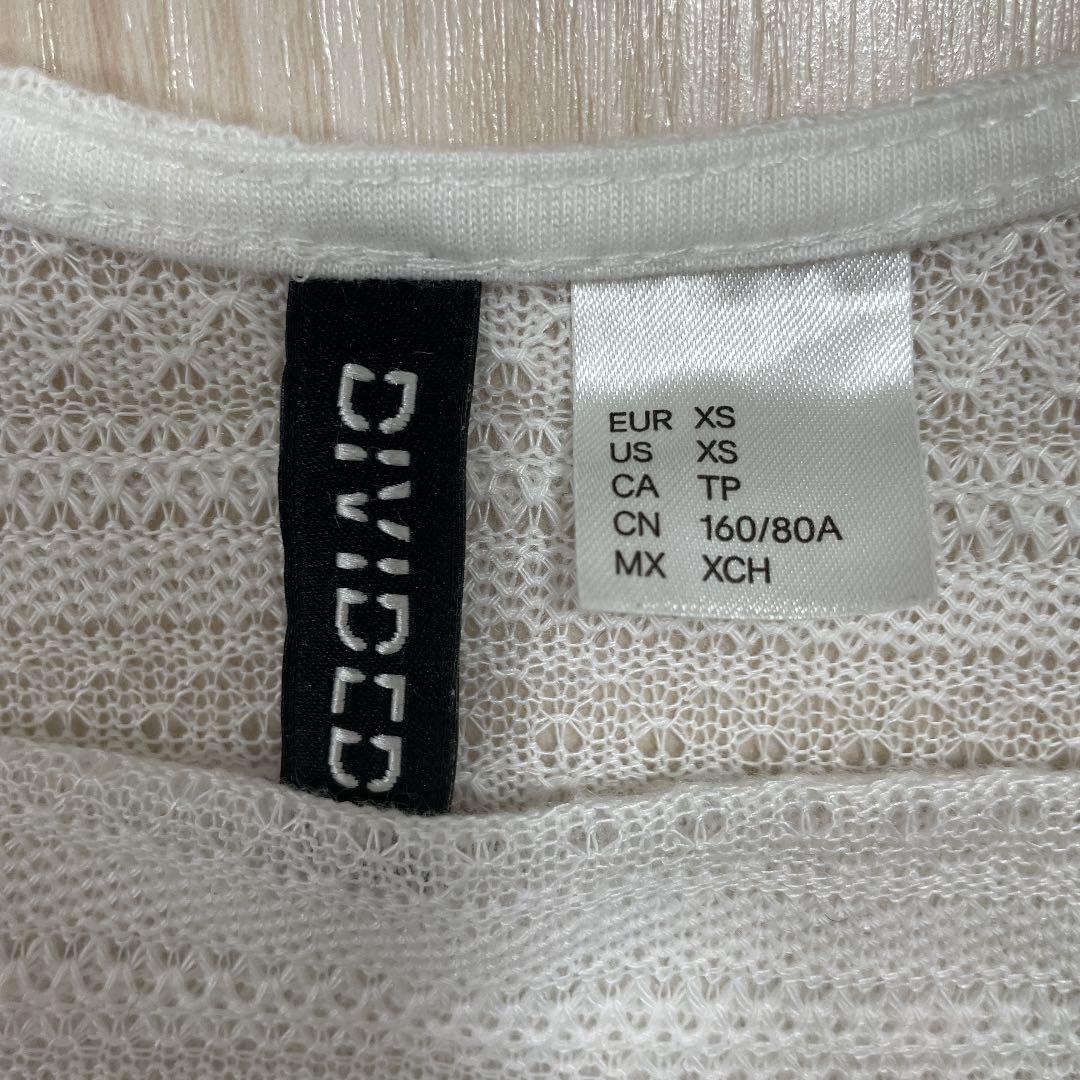 DIVIDED
EUR XS
US XS
CA TP
CN 160/80A
MX XCH